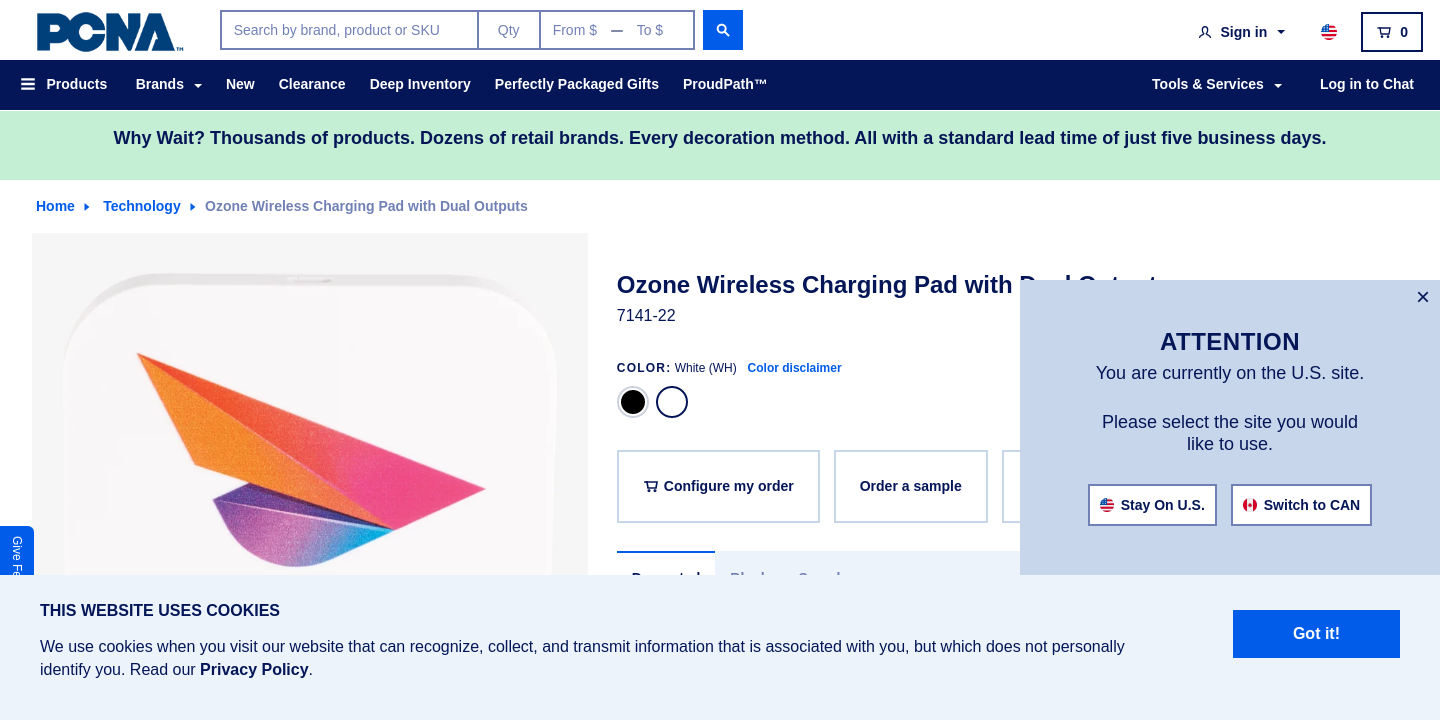 PCNA™
Search by brand, product or SKU
Qty
From $ — To $
Sign in
0
Products
Brands
New
Clearance
Deep Inventory
Perfectly Packaged Gifts
ProudPath™
Tools & Services
Log in to Chat
Why Wait? Thousands of products. Dozens of retail brands. Every decoration method. All with a standard lead time of just five business days.
Home
Technology
Ozone Wireless Charging Pad with Dual Outputs
Ozone Wireless Charging Pad with
7141-22
COLOR: White (WH) Color disclaimer
Configure my order
Order a sample
×
ATTENTION
You are currently on the U.S. site.
Please select the site you would
like to use.
Stay On U.S.
Switch to CAN
Give
THIS WEBSITE USES COOKIES
We use cookies when you visit our website that can recognize, collect, and transmit information that is associated with you, but which does not personally
identify you. Read our Privacy Policy.
Got it!